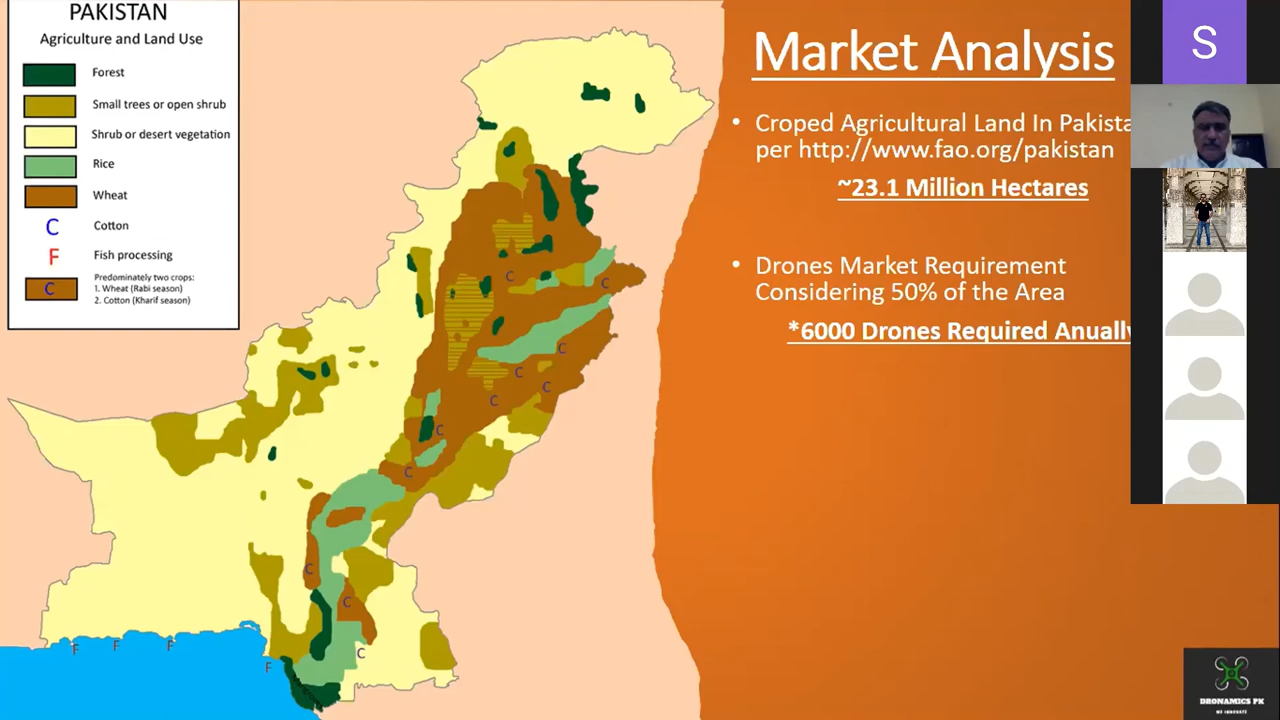 PAKISTAN
Agriculture and Land Use
Forest
Small trees or open shrub
Shrub or desert vegetation
Rice
Wheat
C Cotton
F Fish processing
C Predominately two crops:
1. Wheat (Rabi season)
2. Cotton (Kharif season)
C
C
C
C
C
C
C
C
C
C
C
F
F
F
F
Market Analysis
• Croped Agricultural Land In Pakista
per http://www.fao.org/pakistan
~23.1 Million Hectares
• Drones Market Requirement
Considering 50% of the Area
*6000 Drones Required Anually
S
DRONAMICS PK
WE INNOVATE